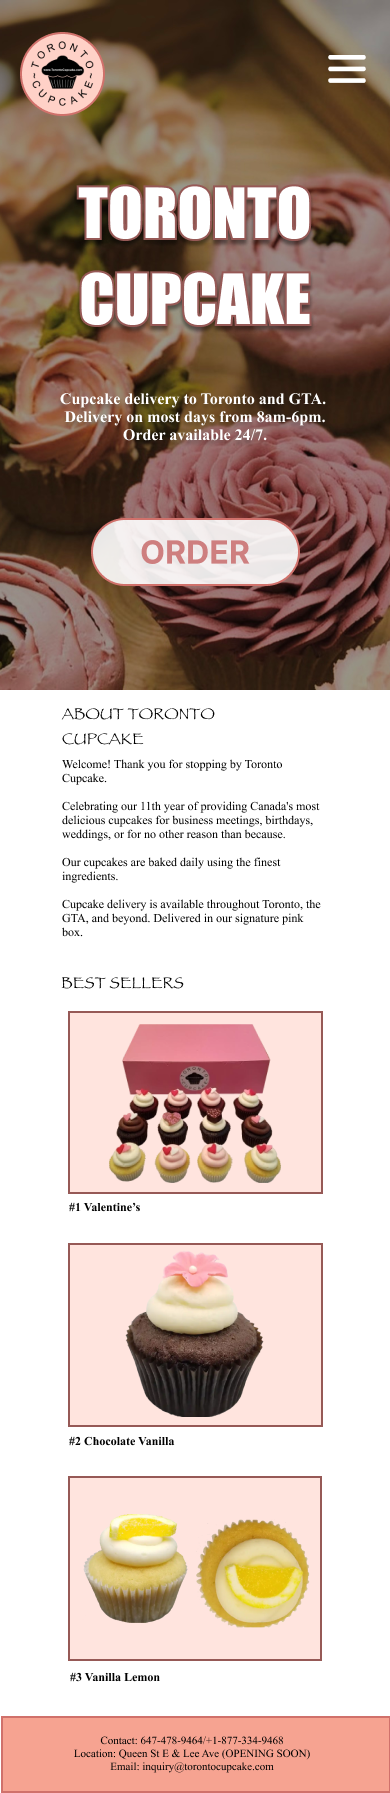 TORONTO
www.TorontoCupcake.com
CUPCAKE
TORONTO
CUPCAKE
Cupcake delivery to Toronto and GTA.
Delivery on most days from 8am-6pm.
Order available 24/7.
ORDER
ABOUT TORONTO
CUPCAKE
Welcome! Thank you for stopping by Toronto
Cupcake.
Celebrating our 11th year of providing Canada's most
delicious cupcakes for business meetings, birthdays,
weddings, or for no other reason than because.
Our cupcakes are baked daily using the finest
ingredients.
Cupcake delivery is available throughout Toronto, the
GTA, and beyond. Delivered in our signature pink
box.
BEST SELLERS
#1 Valentine’s
#2 Chocolate Vanilla
#3 Vanilla Lemon
Contact: 647-478-9464/+1-877-334-9468
Location: Queen St E & Lee Ave (OPENING SOON)
Email: inquiry@torontocupcake.com